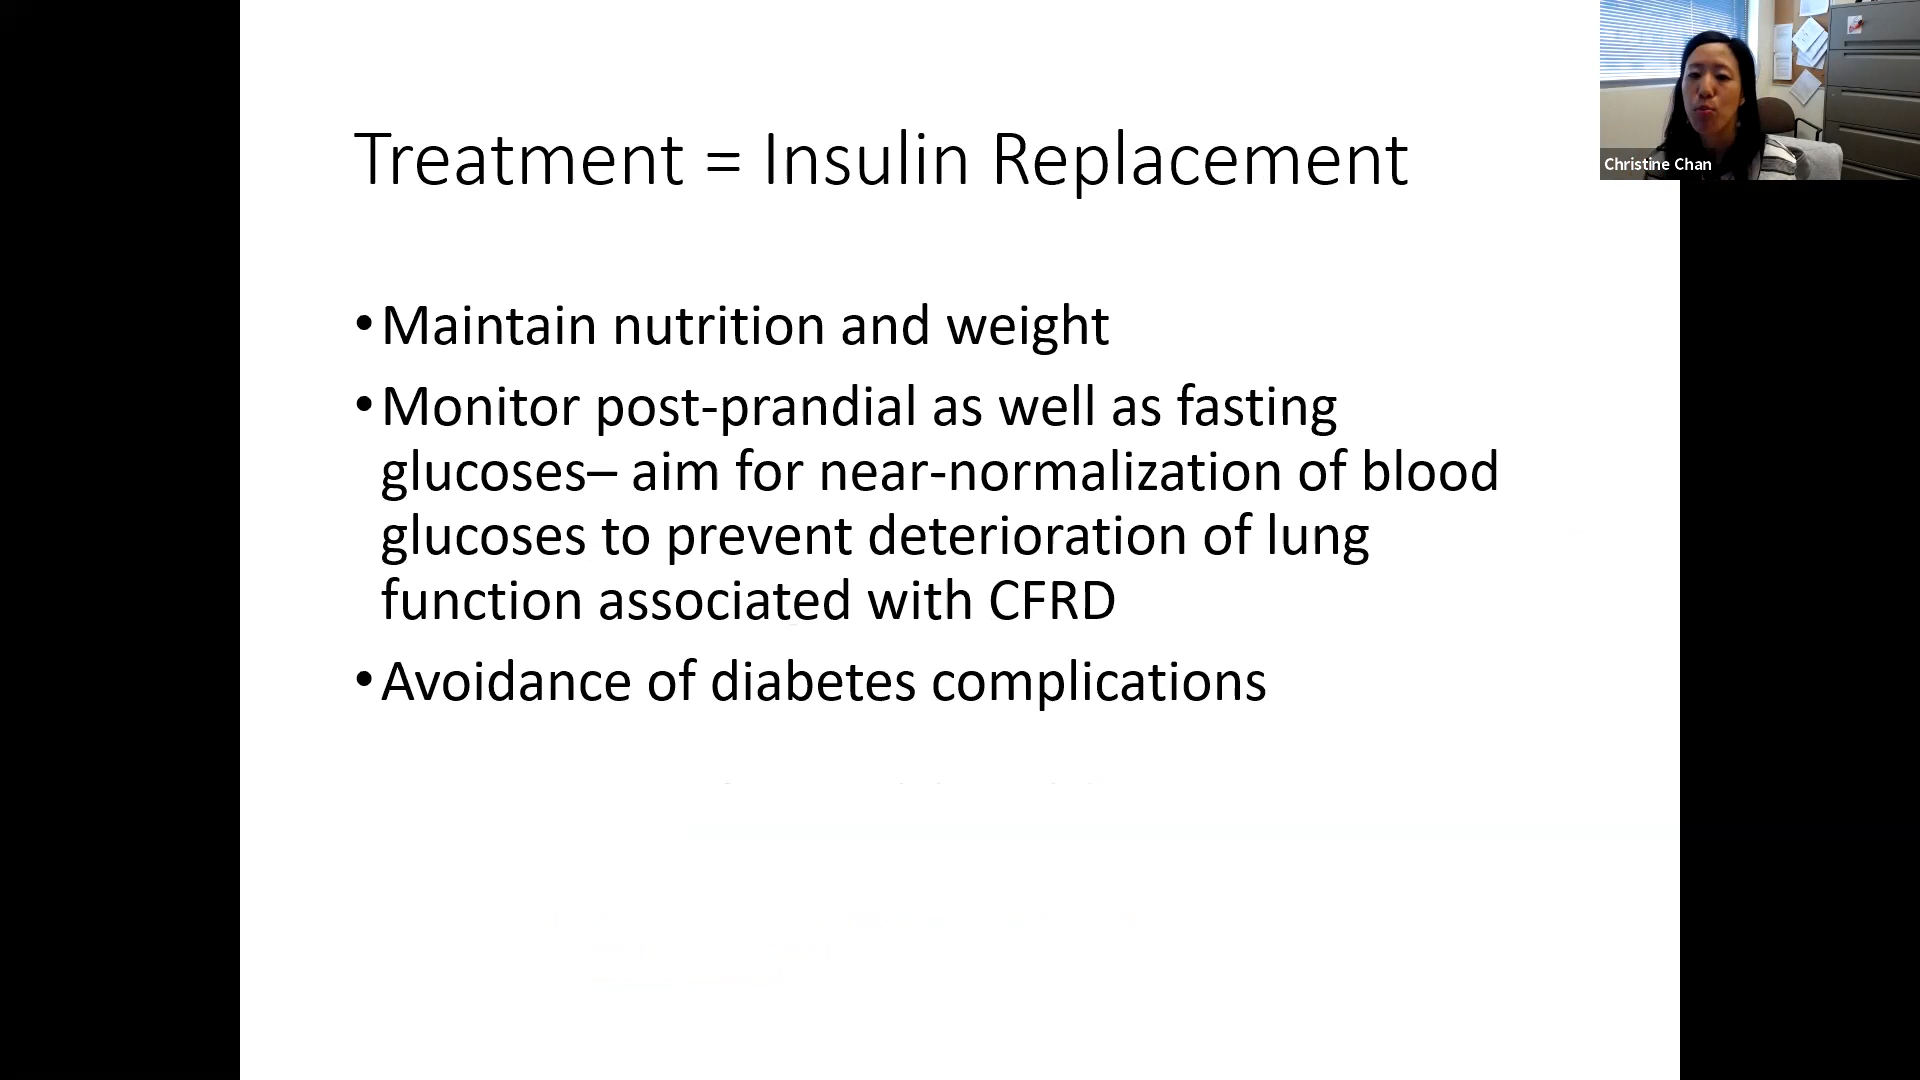 Treatment = Insulin Replacement
•Maintain nutrition and weight
•Monitor post-prandial as well as fasting
glucoses– aim for near-normalization of blood
glucoses to prevent deterioration of lung
function associated with CFRD
•Avoidance of diabetes complications
Christine Chan